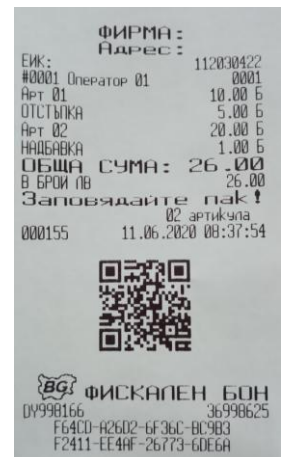 ФИРМА:
Адрес:
ЕИК: 112030422
#0001 Оператор 01 0001
Арт 01 10.00 Б
ОТСТЪПКА 5.00 Б
Арт 02 20.00 Б
НАДБАВКА 1.00 Б
ОБЩА СУМА: 26.00
В БРОЙ ЛВ 26.00
Заповядайте пак!
02 артикула
000155 11.06.2020 08:37:54
BG ФИСКАЛЕН БОН
DY998166 36998625
F64CD-A26D2-6F36C-BC9B3
F2411-EE4AF-26773-6DE6A